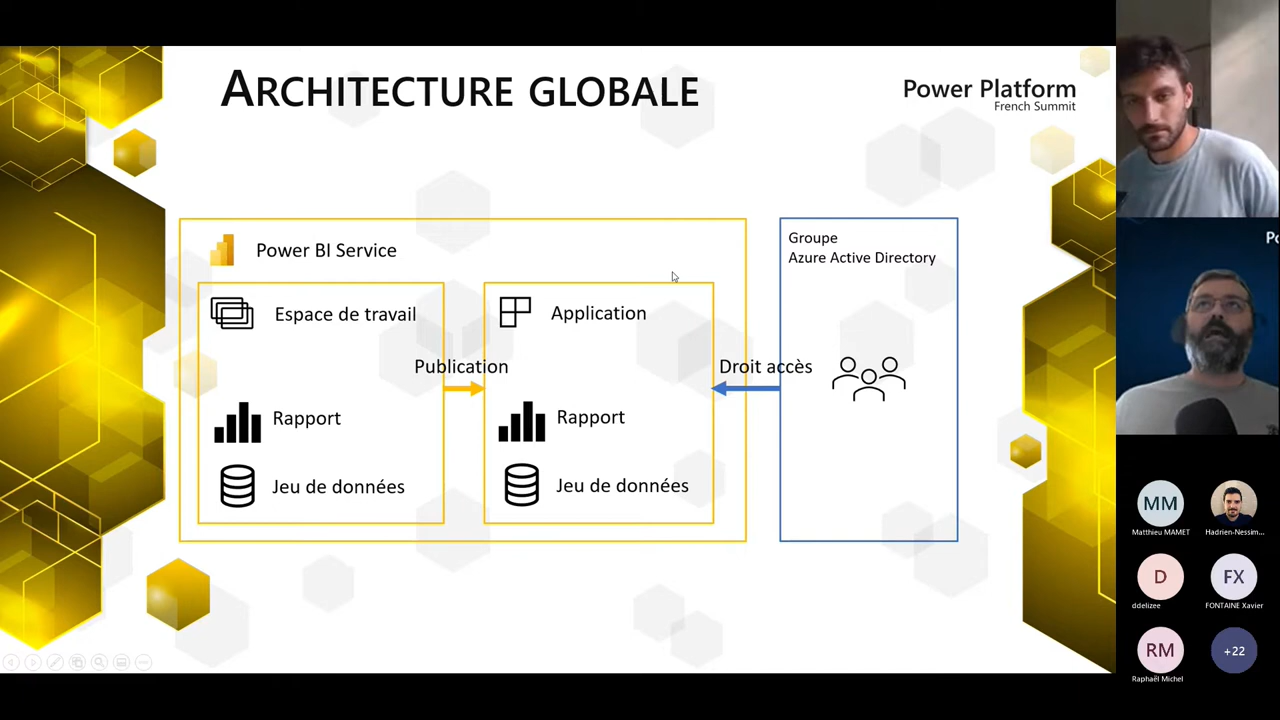 ARCHITECTURE GLOBALE
Power Platform
French Summit
Power BI Service
Espace de travail
Application
Publication
Rapport
Rapport
Jeu de données
Jeu de données
Groupe
Azure Active Directory
Droit accès
Po
MM
Matthieu MAMET
Hadrien-Nessim...
D
ddelizee
FX
FONTAINE Xavier
RM
Raphaël Michel
+22